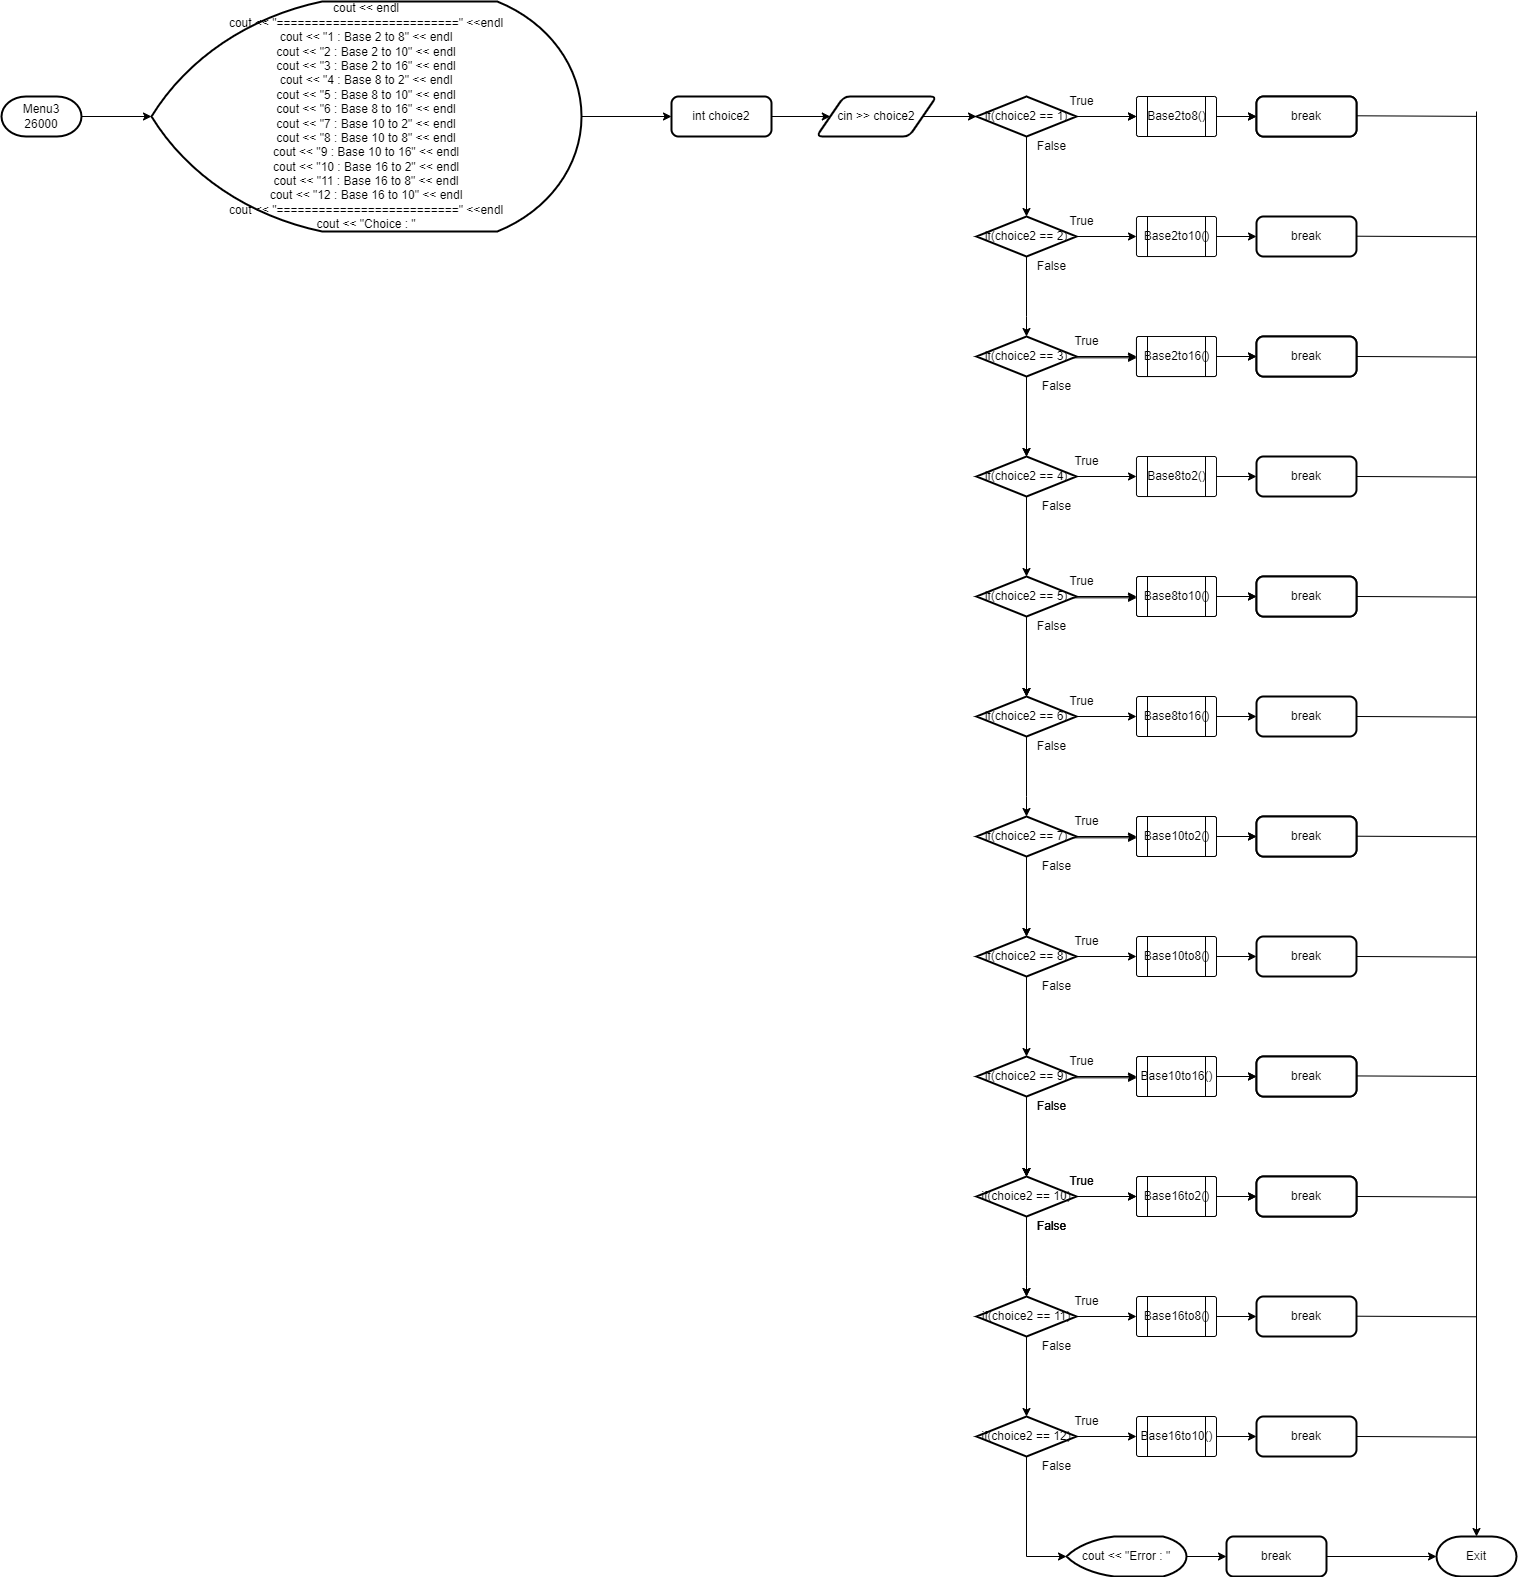 Menu3
26000
cout << endl
cout << "==========================" <<endl
cout << "1 : Base 2 to 8" << endl
cout << "2 : Base 2 to 10" << endl
cout << "3 : Base 2 to 16" << endl
cout << "4 : Base 8 to 2" << endl
cout << "5 : Base 8 to 10" << endl
cout << "6 : Base 8 to 16" << endl
cout << "7 : Base 10 to 2" << endl
cout << "8 : Base 10 to 8" << endl
cout << "9 : Base 10 to 16" << endl
cout << "10 : Base 16 to 2" << endl
cout << "11 : Base 16 to 8" << endl
cout << "12 : Base 16 to 10" << endl
cout << "==========================" <<endl
cout << "Choice : "
int choice2
cin >> choice2
if(choice2 == 1)
True
Base2to8()
break
False
if(choice2 == 2)
True
Base2to10()
break
False
if(choice2 == 3)
True
Base2to16()
break
False
if(choice2 == 4)
True
Base8to2()
break
False
if(choice2 == 5)
True
Base8to10()
break
False
if(choice2 == 6)
True
Base8to16()
break
False
if(choice2 == 7)
True
Base10to2()
break
False
if(choice2 == 8)
True
Base10to8()
break
False
if(choice2 == 9)
True
Base10to16()
break
False
if(choice2 == 10)
True
Base16to2()
break
False
if(choice2 == 11)
True
Base16to8()
break
False
if(choice2 == 12)
True
Base16to10()
break
False
cout << "Error : "
break
Exit